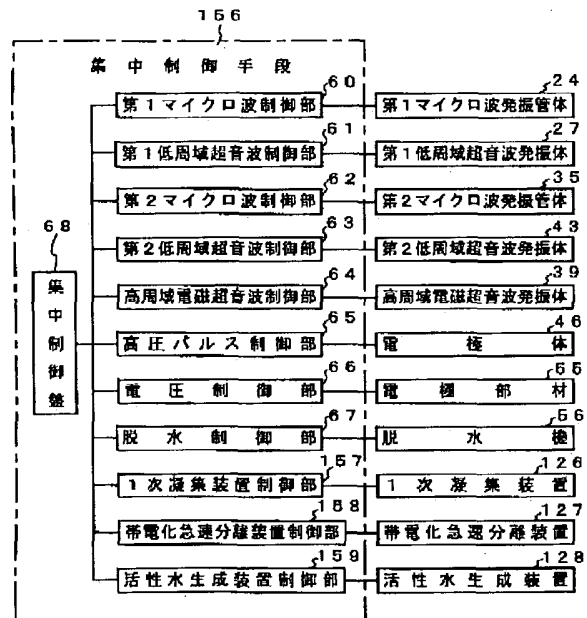 156
集中制御手段
60
24
第1マイクロ波制御部
第1マイクロ波発振管体
61
27
第1低周域超音波制御部
第1低周域超音波発振体
62
35
第2マイクロ波制御部
第2マイクロ波発振管体
63
43
第2低周域超音波制御部
第2低周域超音波発振体
68
集中制御盤
64
39
高周域電磁超音波制御部
高周域電磁超音波発振体
65
46
高圧パルス制御部
電極体
66
55
電圧制御部
電極部材
67
56
脱水制御部
脱水機
157
126
1次凝集装置制御部
1次凝集装置
158
127
帯電化急速分離装置制御部
帯電化急速分離装置
159
128
活性水生成装置制御部
活性水生成装置